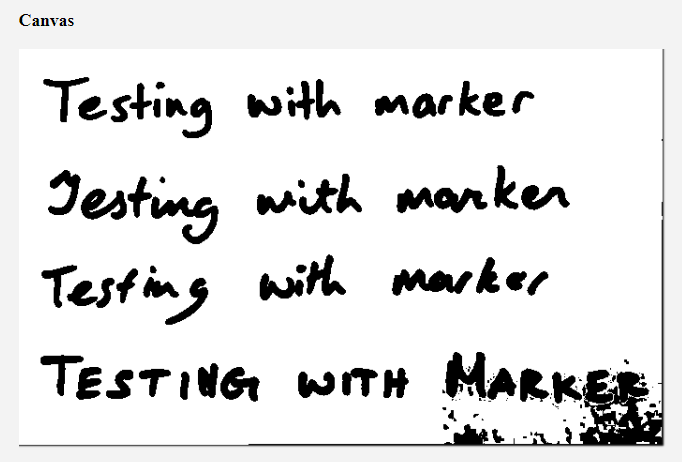 Canvas
Testing with marker
Testing with marker
Testing with marker
TESTING WITH MARKER